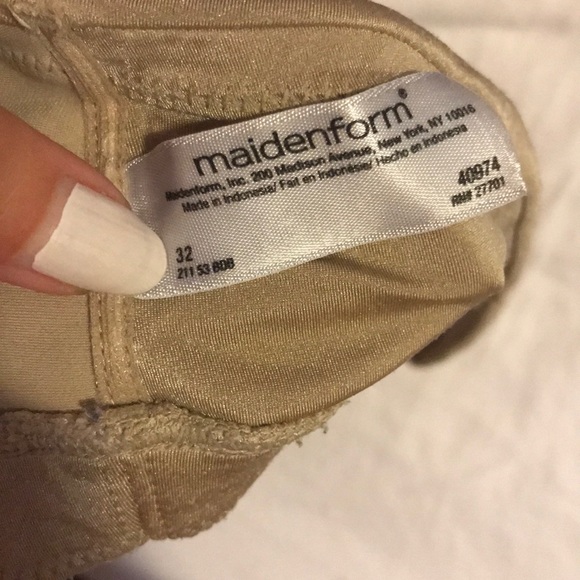 maidenform®
Maidenform, Inc. 200 Madison Avenue, New York, NY 10016
Made in Indonesia/ Fait en Indonésie/ Hecho en Indonesia
40974
RN# 27701
32
211 53 BDB